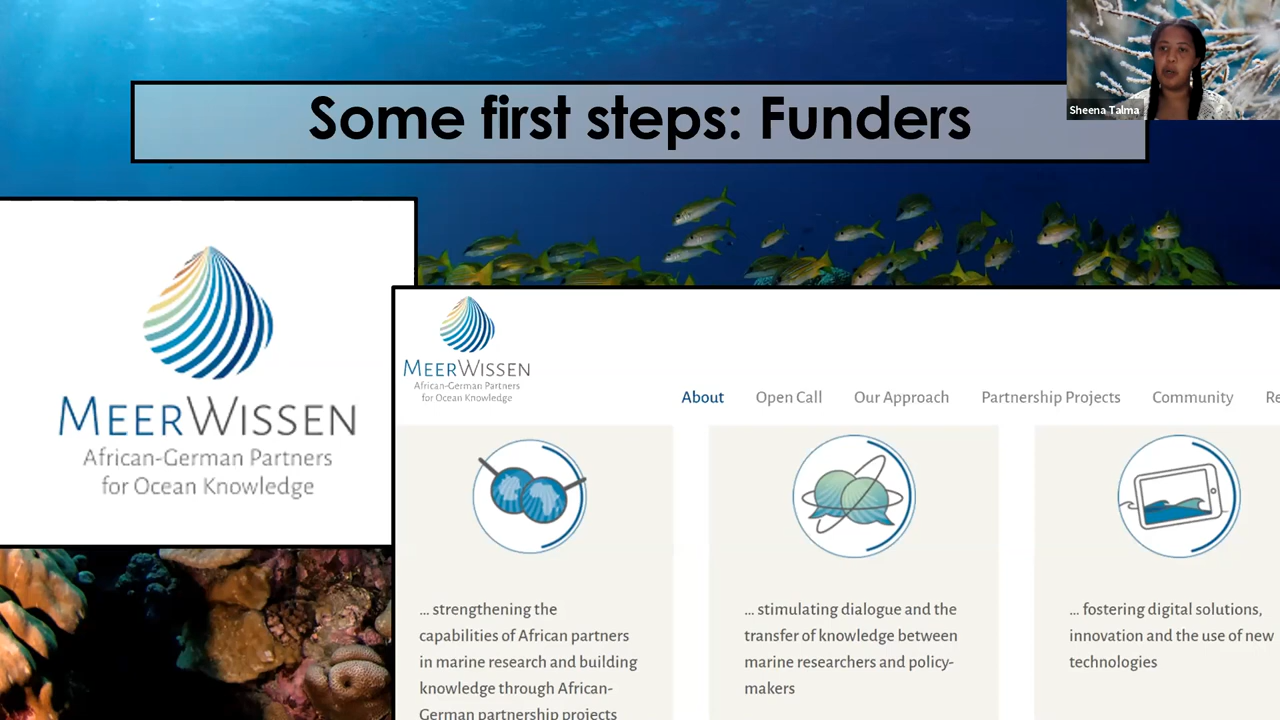 Some first steps: Funders
Sheena Talma
MEERWISSEN
African-German Partners
for Ocean Knowledge
MEERWISSEN
African-German Partners
for Ocean Knowledge
About Open Call Our Approach Partnership Projects Community Re
... strengthening the
capabilities of African partners
in marine research and building
knowledge through African-
German partnership projects
... stimulating dialogue and the
transfer of knowledge between
marine researchers and policy-
makers
... fostering digital solutions,
innovation and the use of new
technologies